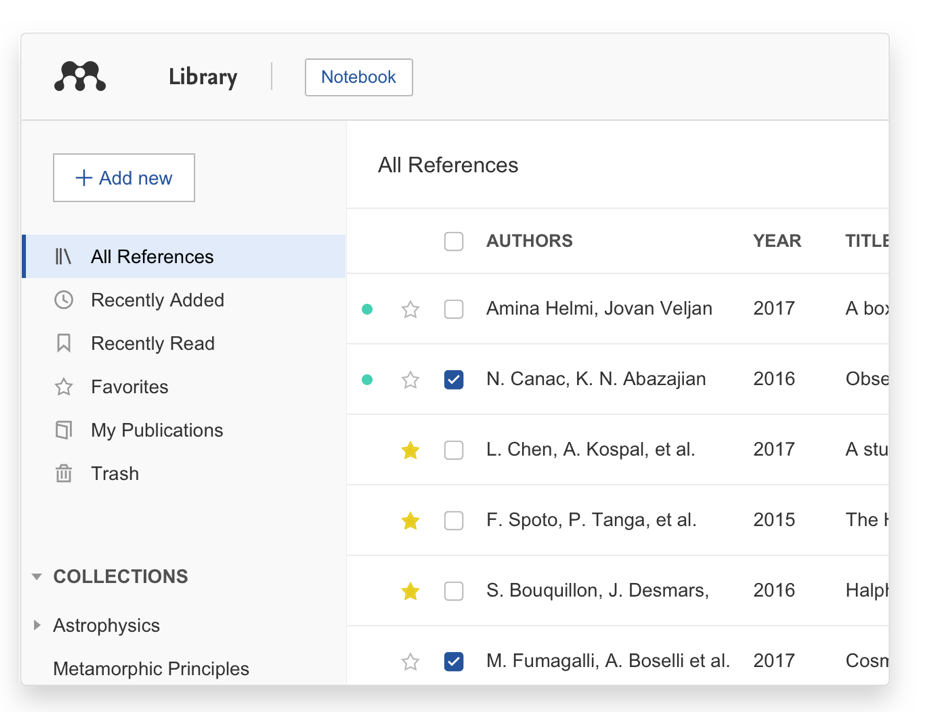 Library
Notebook
+ Add new
All References
Recently Added
Recently Read
Favorites
My Publications
Trash
COLLECTIONS
Astrophysics
Metamorphic Principles
All References
AUTHORS YEAR TITLE
Amina Helmi, Jovan Veljan 2017 A box
N. Canac, K. N. Abazajian 2016 Obse
L. Chen, A. Kospal, et al. 2017 A stu
F. Spoto, P. Tanga, et al. 2015 The
S. Bouquillon, J. Desmars, 2016 Halph
M. Fumagalli, A. Boselli et al. 2017 Cosm